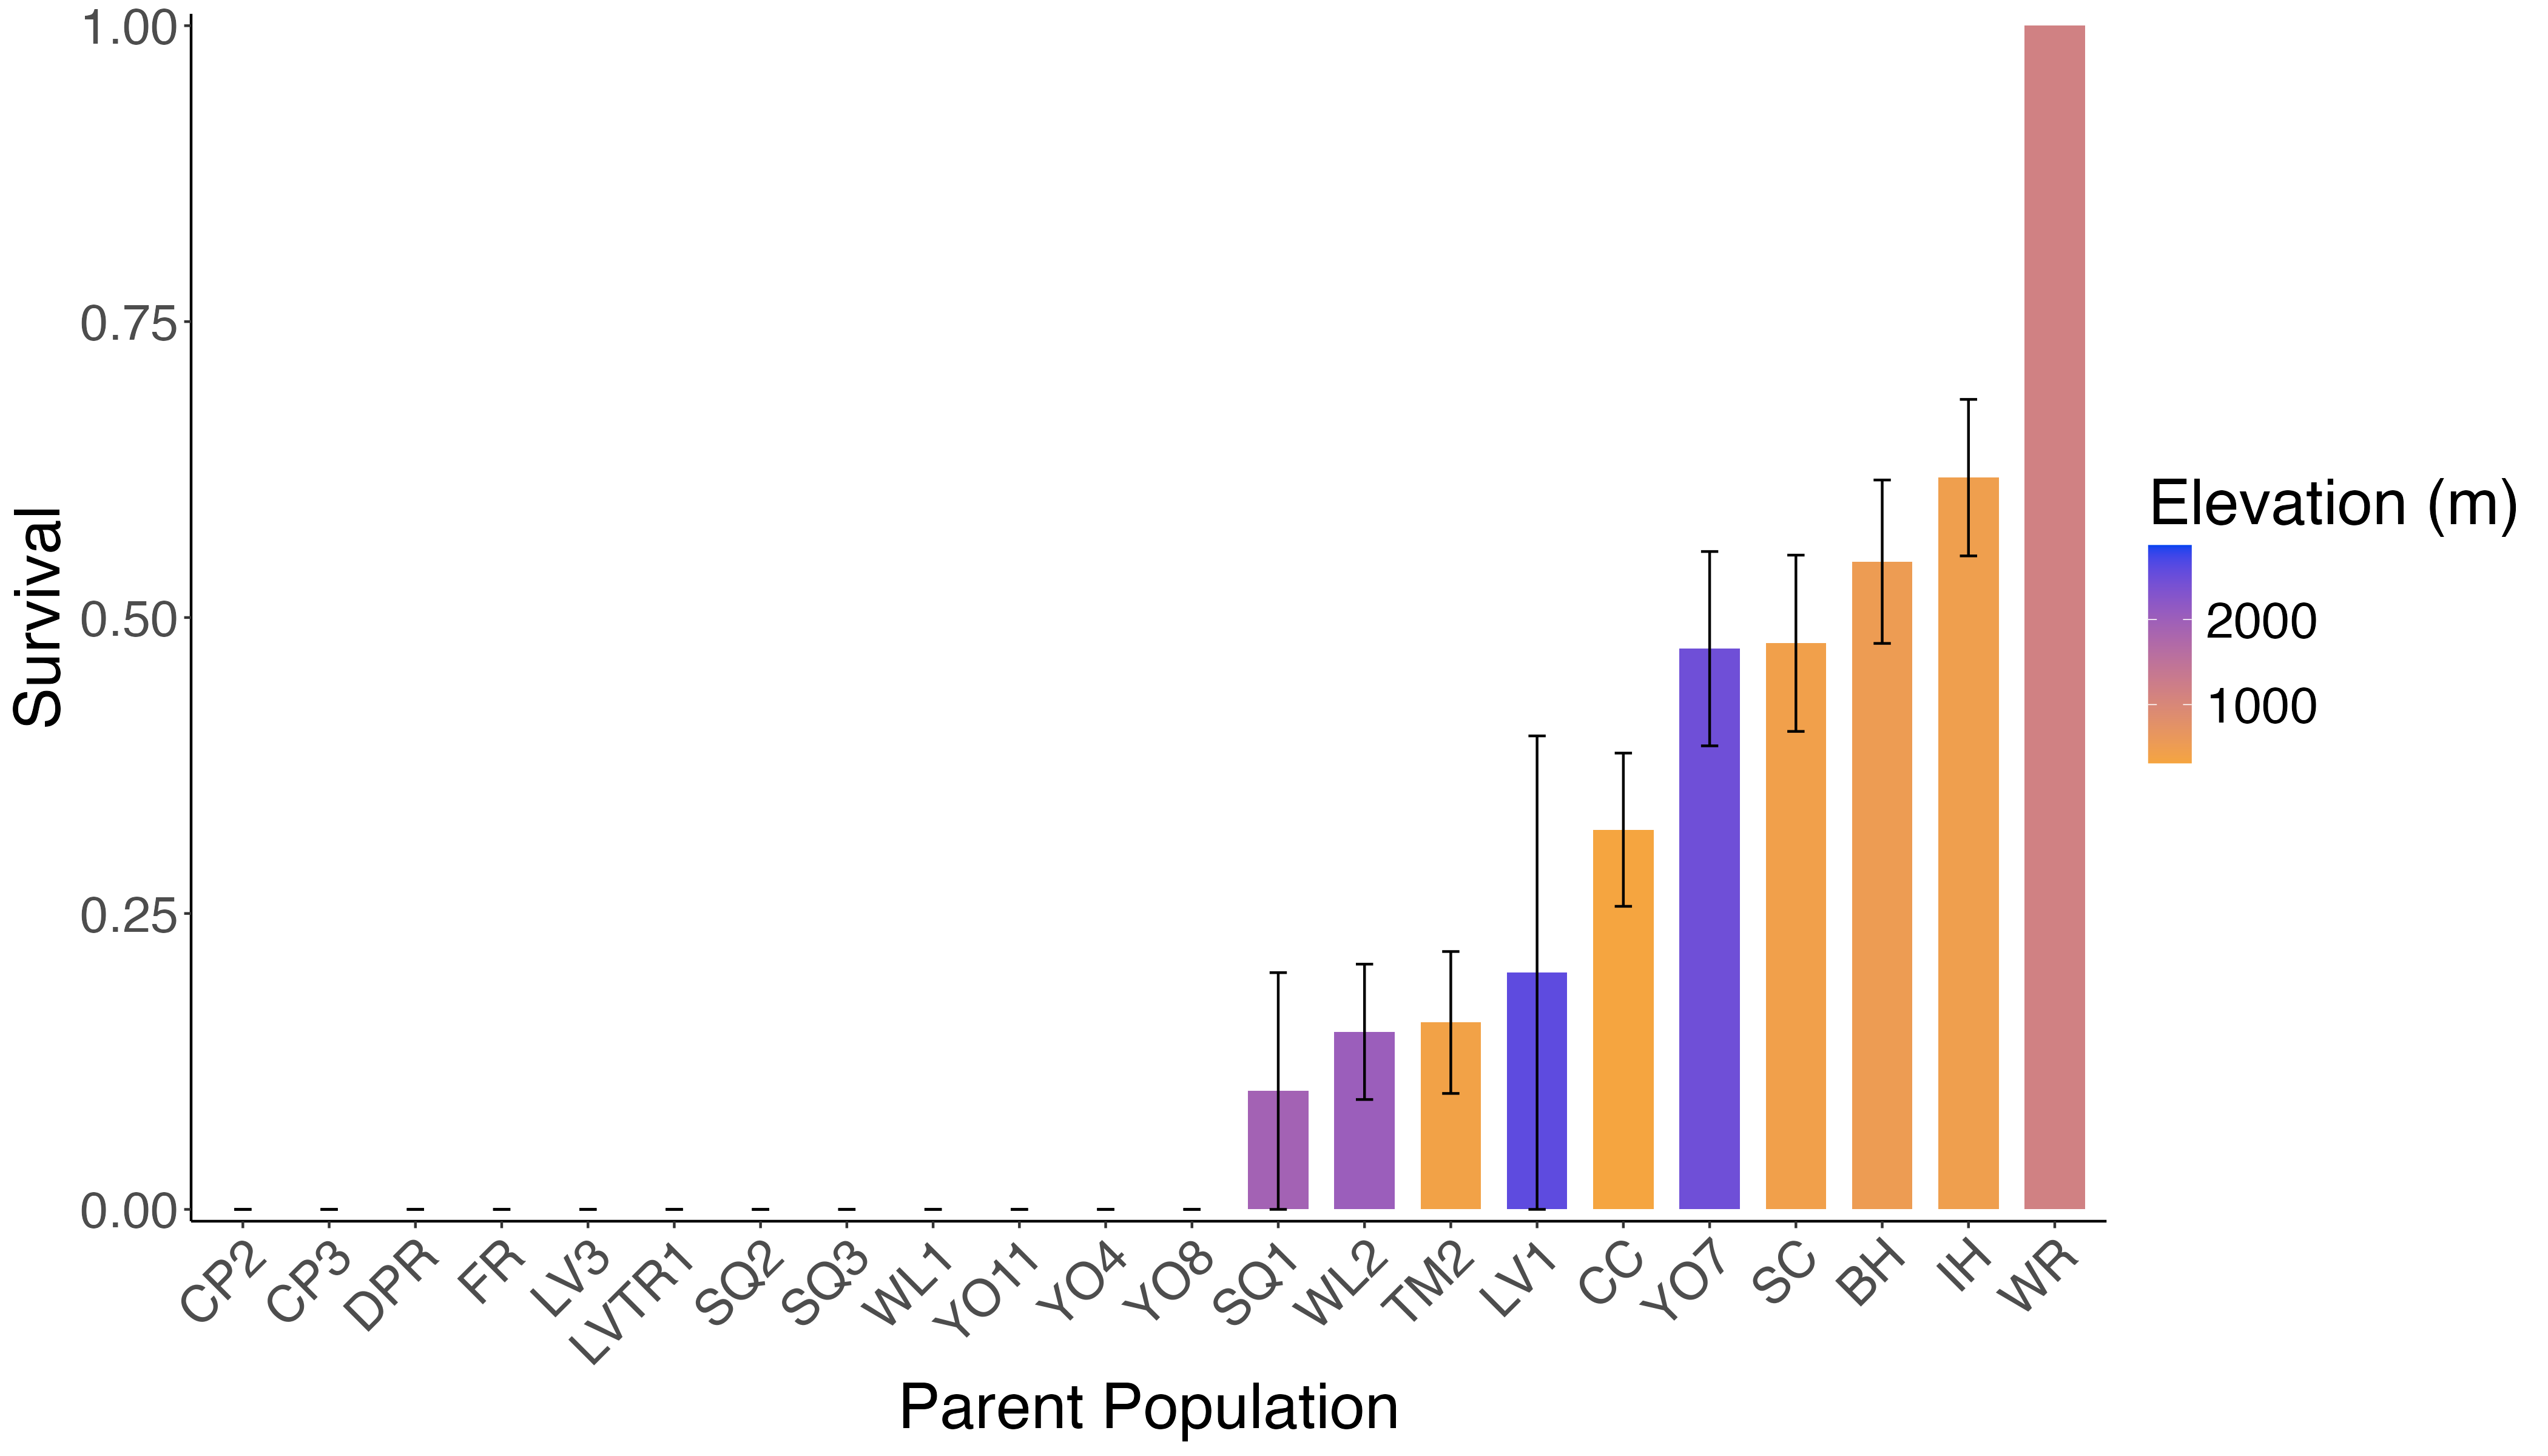 1.00
0.75
0.50
0.25
0.00
Survival
CP2
CP3
DPR
FR
LV3
LVTR1
SQ2
SQ3
WL1
YO11
YO4
YO8
SQ1
WL2
TM2
LV1
CC
YO7
SC
BH
IH
WR
Parent Population
Elevation (m)
2000
1000